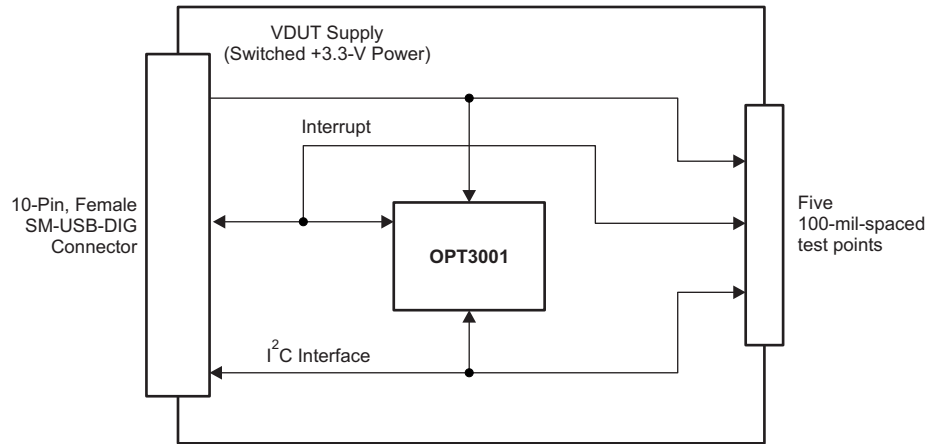 VDUT Supply
(Switched +3.3-V Power)
Interrupt
10-Pin, Female
SM-USB-DIG
Connector
OPT3001
Five
100-mil-spaced
test points
I²C Interface